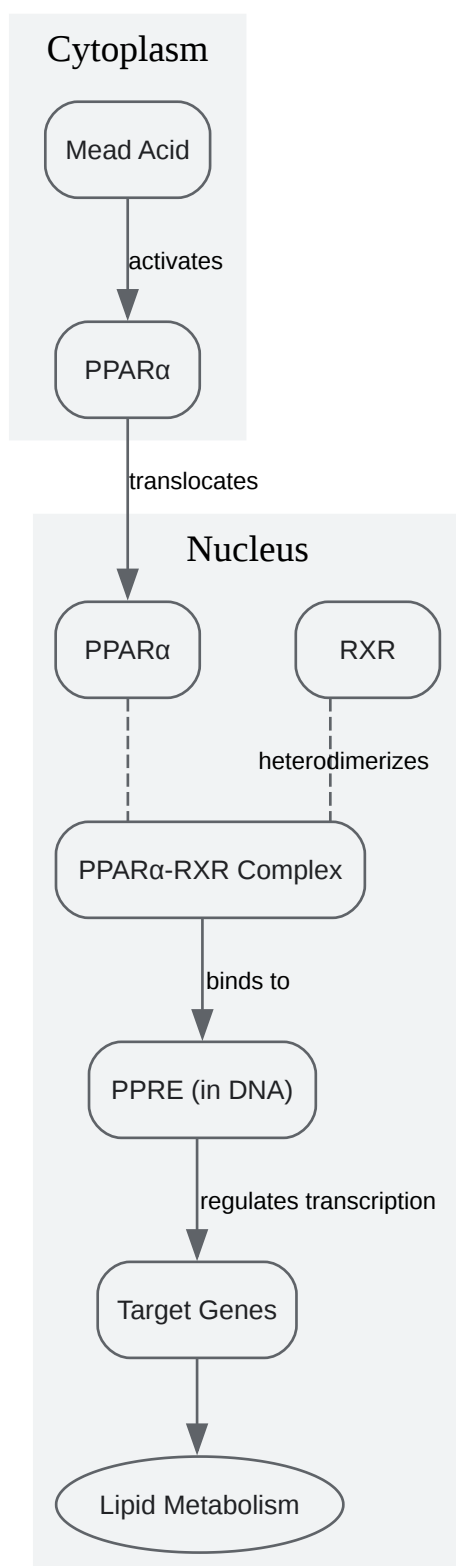 Cytoplasm
Mead Acid
activates
PPARα
translocates
Nucleus
PPARα
RXR
heterodimerizes
PPARα-RXR Complex
binds to
PPRE (in DNA)
regulates transcription
Target Genes
Lipid Metabolism